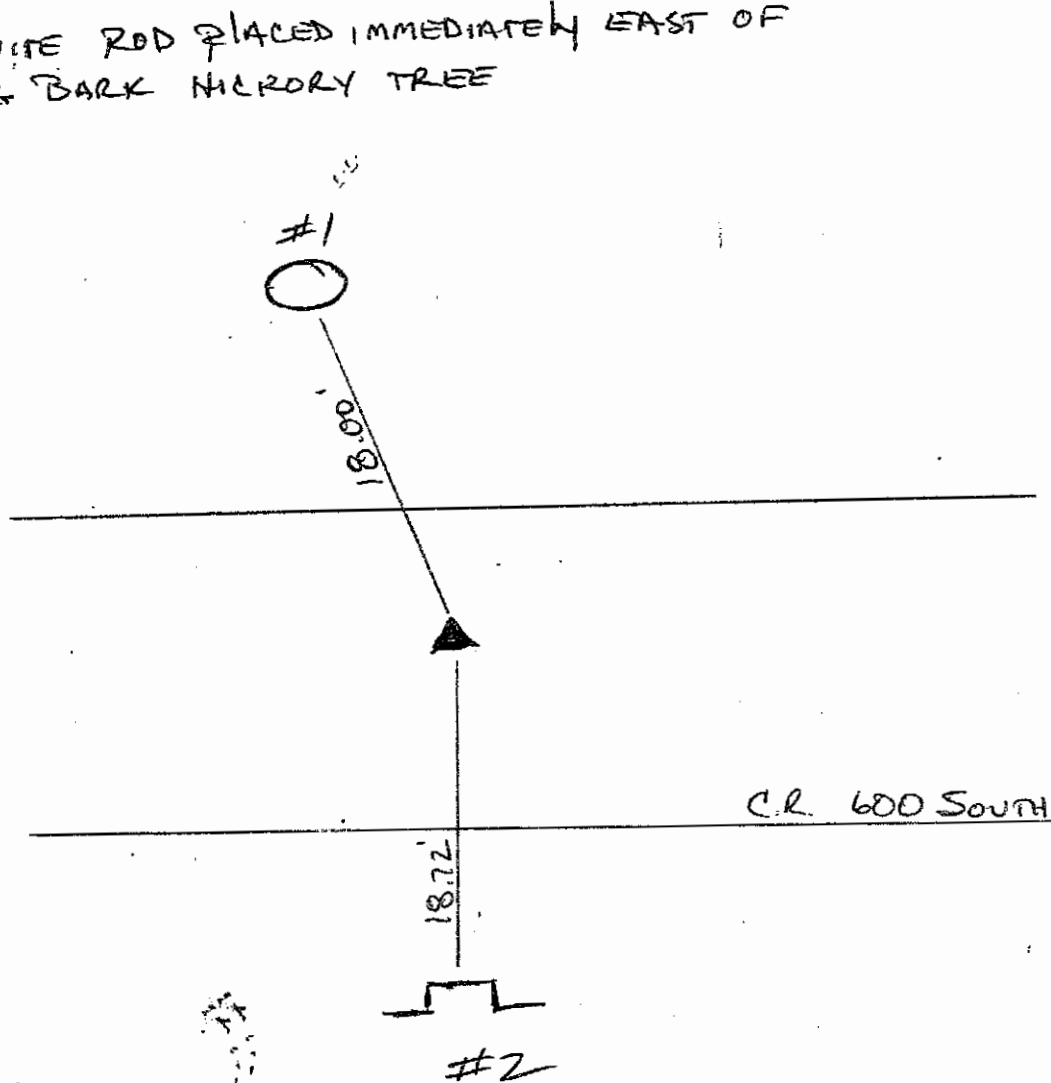 ROD PLACED IMMEDIATELY EAST OF
BARK HICKORY TREE
#1
18.00'
C.R. 600 SOUTH
18.72'
#2